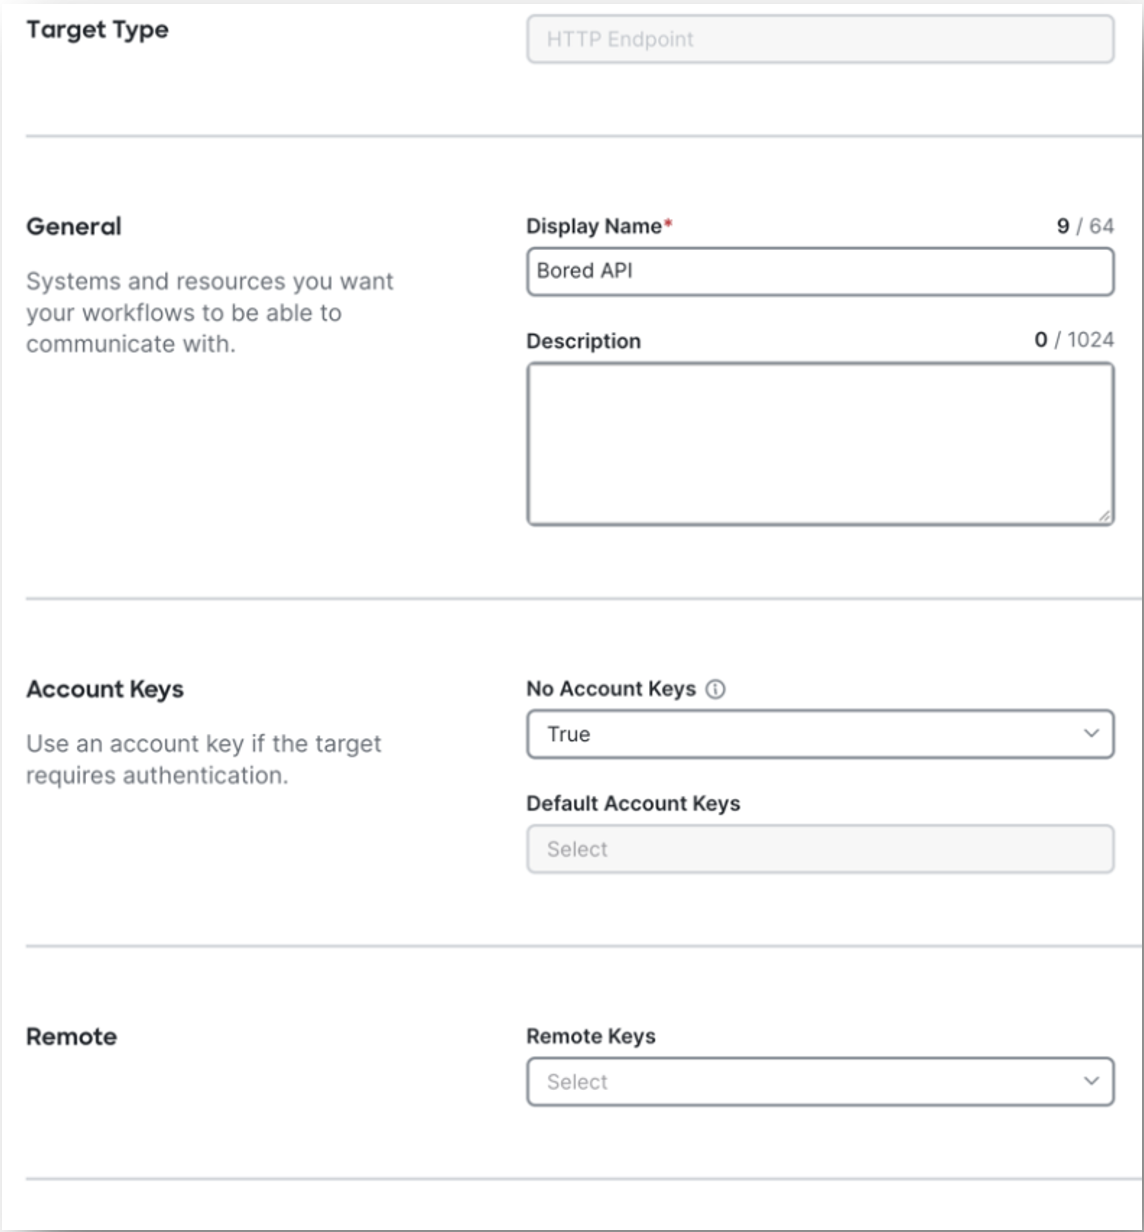 Target Type
HTTP Endpoint
General
Systems and resources you want
your workflows to be able to
communicate with.
Display Name*
9 / 64
Bored API
Description
0 / 1024
Account Keys
Use an account key if the target
requires authentication.
No Account Keys
True
Default Account Keys
Select
Remote
Remote Keys
Select